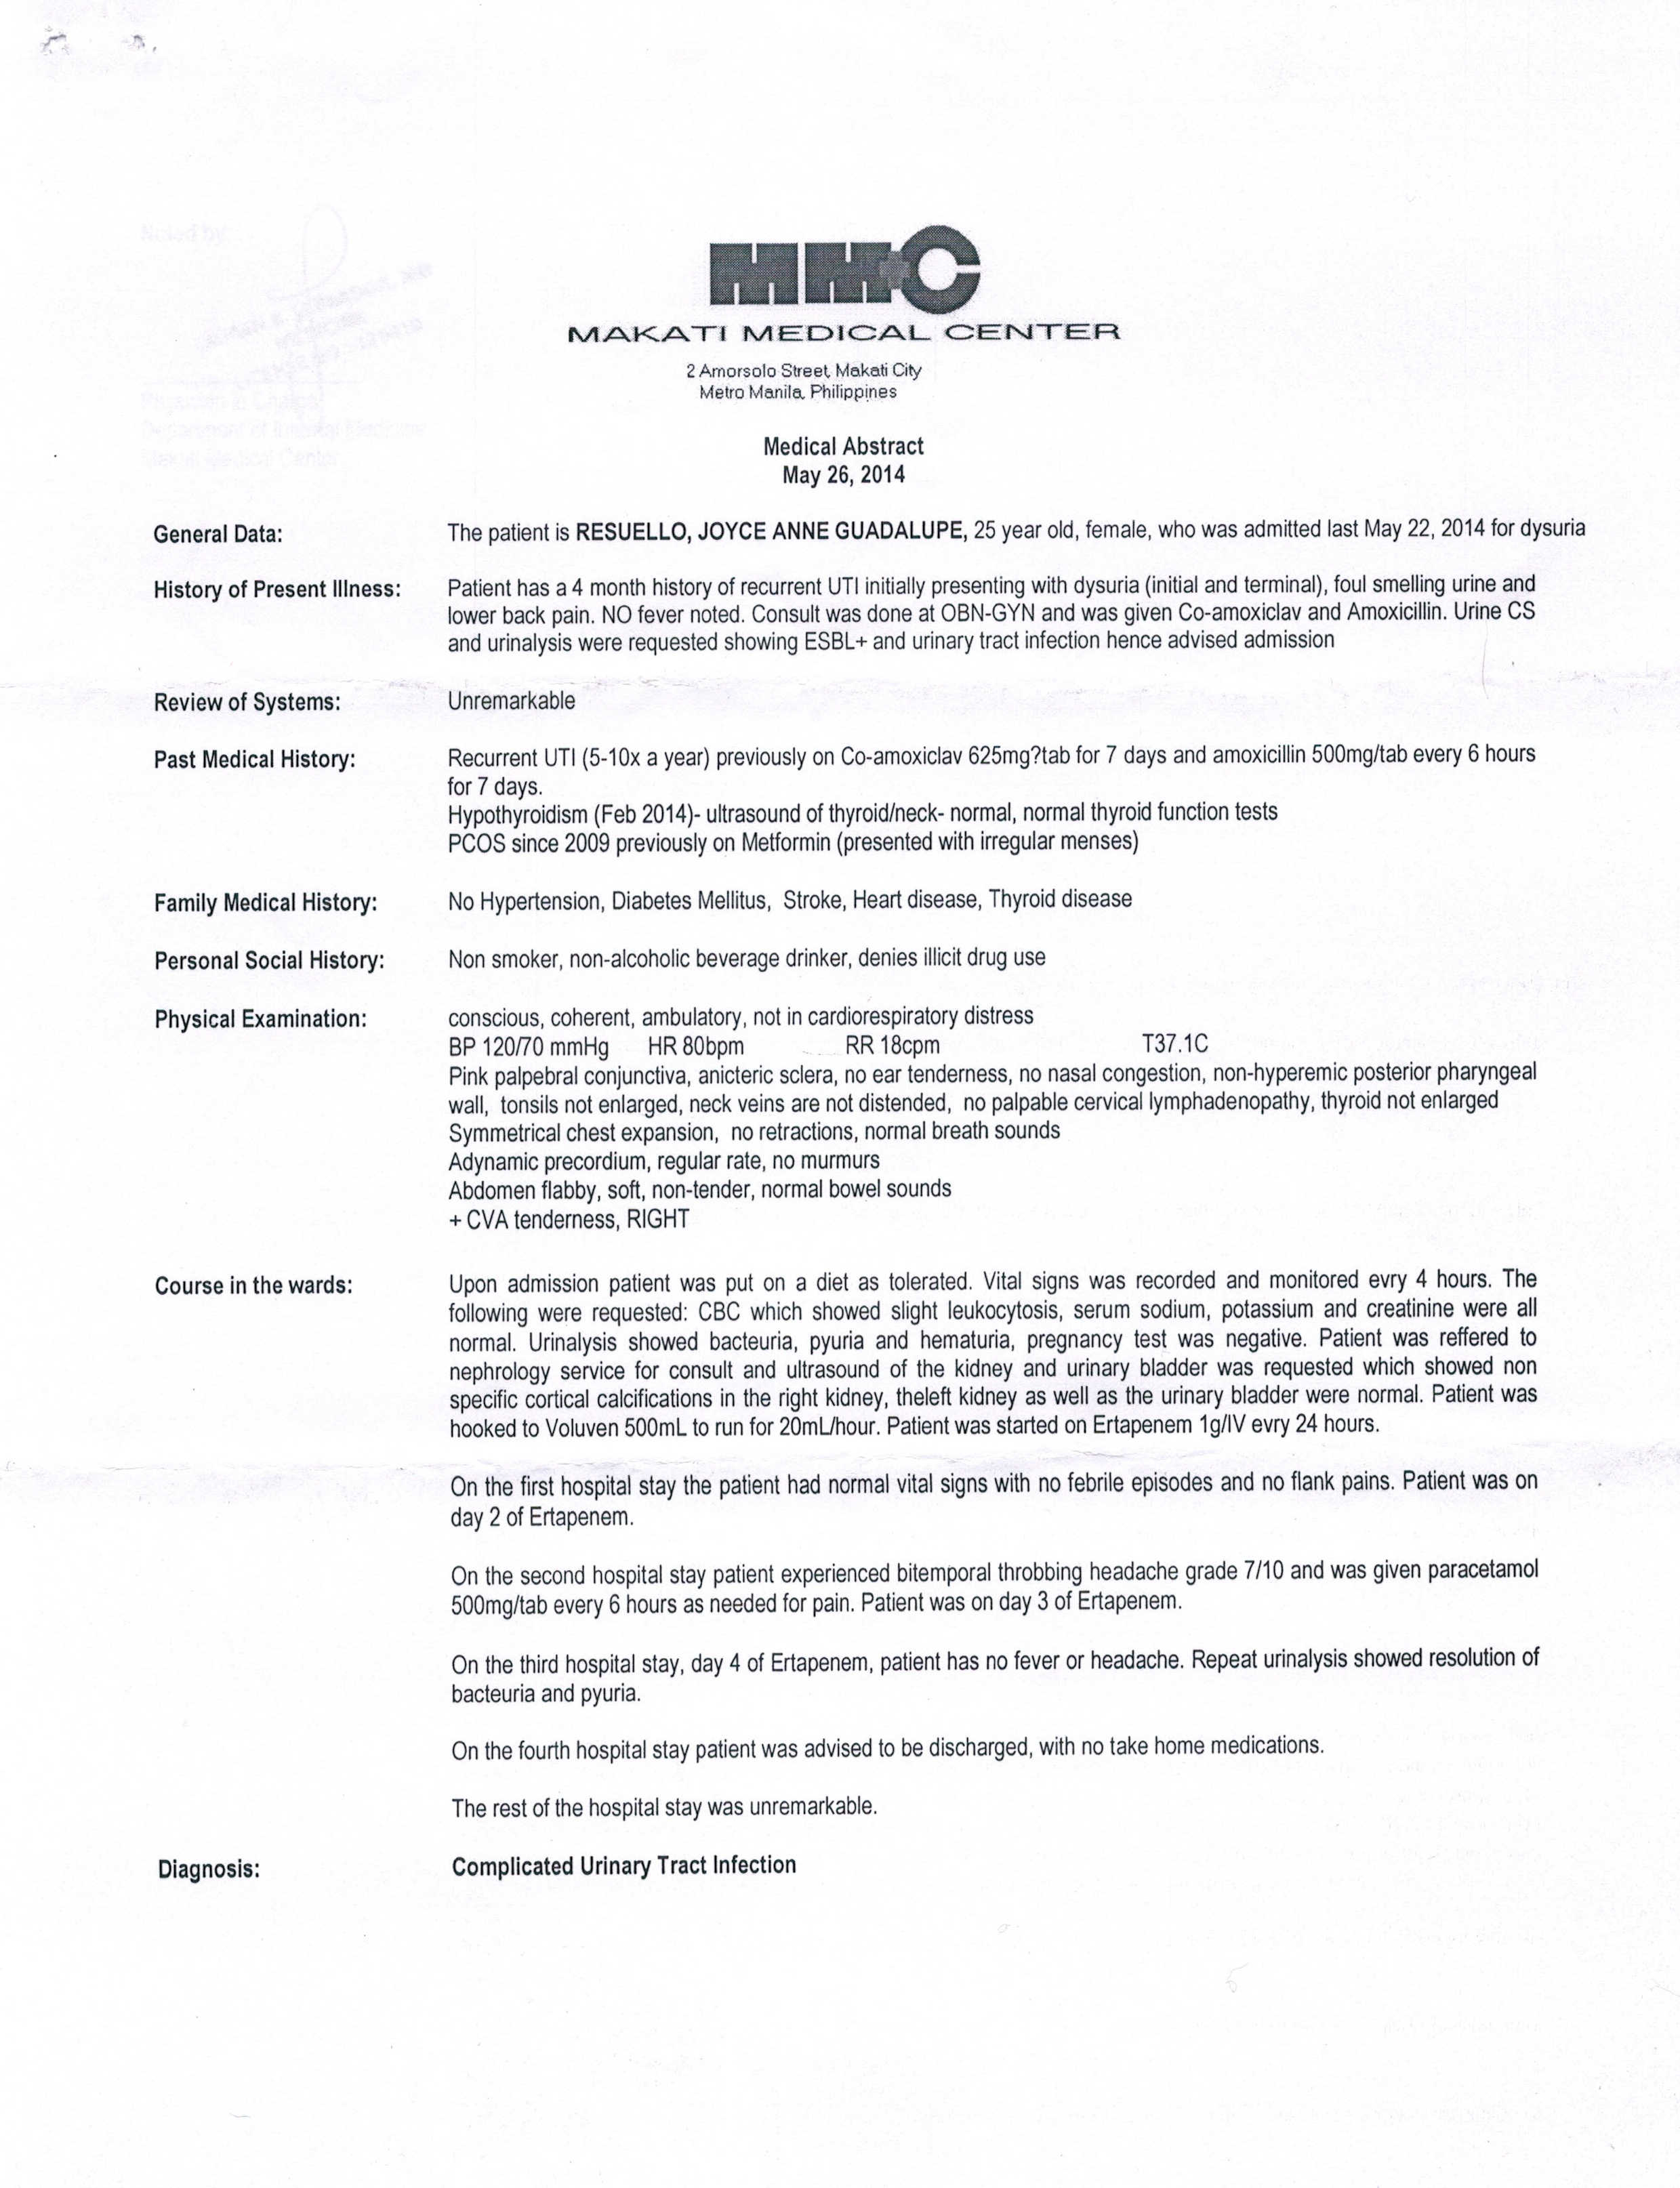 Noted by:
MMC
MAKATI MEDICAL CENTER
2 Amorsolo Street, Makati City
Metro Manila, Philippines
Physician in Charge
Department of Internal Medicine
Makati Medical Center
Medical Abstract
May 26, 2014
General Data: The patient is RESUELLO, JOYCE ANNE GUADALUPE, 25 year old, female, who was admitted last May 22, 2014 for dysuria
History of Present Illness: Patient has a 4 month history of recurrent UTI initially presenting with dysuria (initial and terminal), foul smelling urine and
lower back pain. NO fever noted. Consult was done at OBN-GYN and was given Co-amoxiclav and Amoxicillin. Urine CS
and urinalysis were requested showing ESBL+ and urinary tract infection hence advised admission
Review of Systems: Unremarkable
Past Medical History: Recurrent UTI (5-10x a year) previously on Co-amoxiclav 625mg?tab for 7 days and amoxicillin 500mg/tab every 6 hours
for 7 days.
Hypothyroidism (Feb 2014)- ultrasound of thyroid/neck- normal, normal thyroid function tests
PCOS since 2009 previously on Metformin (presented with irregular menses)
Family Medical History: No Hypertension, Diabetes Mellitus, Stroke, Heart disease, Thyroid disease
Personal Social History: Non smoker, non-alcoholic beverage drinker, denies illicit drug use
Physical Examination: conscious, coherent, ambulatory, not in cardiorespiratory distress
BP 120/70 mmHg HR 80bpm RR 18cpm T37.1C
Pink palpebral conjunctiva, anicteric sclera, no ear tenderness, no nasal congestion, non-hyperemic posterior pharyngeal
wall, tonsils not enlarged, neck veins are not distended, no palpable cervical lymphadenopathy, thyroid not enlarged
Symmetrical chest expansion, no retractions, normal breath sounds
Adynamic precordium, regular rate, no murmurs
Abdomen flabby, soft, non-tender, normal bowel sounds
+ CVA tenderness, RIGHT
Course in the wards: Upon admission patient was put on a diet as tolerated. Vital signs was recorded and monitored evry 4 hours. The
following were requested: CBC which showed slight leukocytosis, serum sodium, potassium and creatinine were all
normal. Urinalysis showed bacteuria, pyuria and hematuria, pregnancy test was negative. Patient was reffered to
nephrology service for consult and ultrasound of the kidney and urinary bladder was requested which showed non
specific cortical calcifications in the right kidney, theleft kidney as well as the urinary bladder were normal. Patient was
hooked to Voluven 500mL to run for 20mL/hour. Patient was started on Ertapenem 1g/IV evry 24 hours.
On the first hospital stay the patient had normal vital signs with no febrile episodes and no flank pains. Patient was on
day 2 of Ertapenem.
On the second hospital stay patient experienced bitemporal throbbing headache grade 7/10 and was given paracetamol
500mg/tab every 6 hours as needed for pain. Patient was on day 3 of Ertapenem.
On the third hospital stay, day 4 of Ertapenem, patient has no fever or headache. Repeat urinalysis showed resolution of
bacteuria and pyuria.
On the fourth hospital stay patient was advised to be discharged, with no take home medications.
The rest of the hospital stay was unremarkable.
Diagnosis: Complicated Urinary Tract Infection